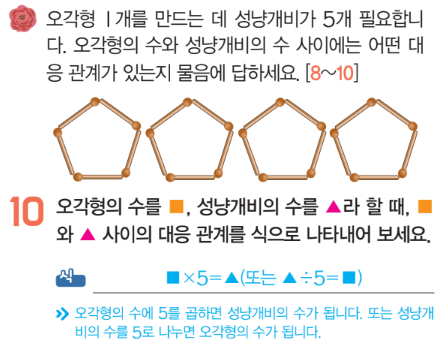 오각형 1개를 만드는 데 성냥개비가 5개 필요합니
다. 오각형의 수와 성냥개비의 수 사이에는 어떤 대
응 관계가 있는지 물음에 답하세요. [8~10]
10 오각형의 수를 ■, 성냥개비의 수를 ▲라 할 때, ■
와 ▲ 사이의 대응 관계를 식으로 나타내어 보세요.
식 ■×5=▲(또는 ▲÷5=■)
» 오각형의 수에 5를 곱하면 성냥개비의 수가 됩니다. 또는 성냥개
비의 수를 5로 나누면 오각형의 수가 됩니다.